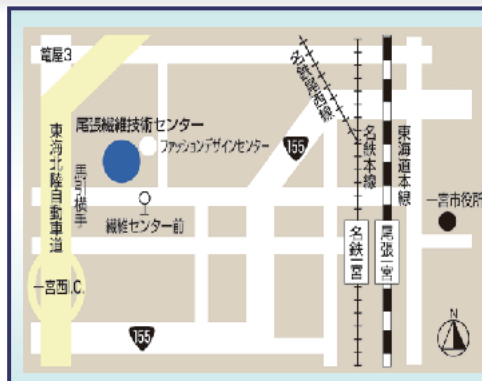 篭屋3
名鉄尾西線
尾張繊維技術センター
ファッションデザインセンター
155
東海北陸自動車道
馬引横手
名鉄本線
東海道本線
一宮市役所
繊維センター前
名鉄一宮
尾張一宮
一宮西I.C.
155
N